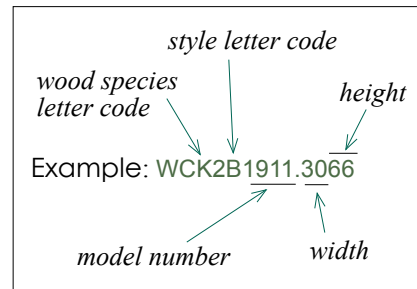 style letter code
wood species
letter code
height
Example: WCK2B1911.3066
model number
width